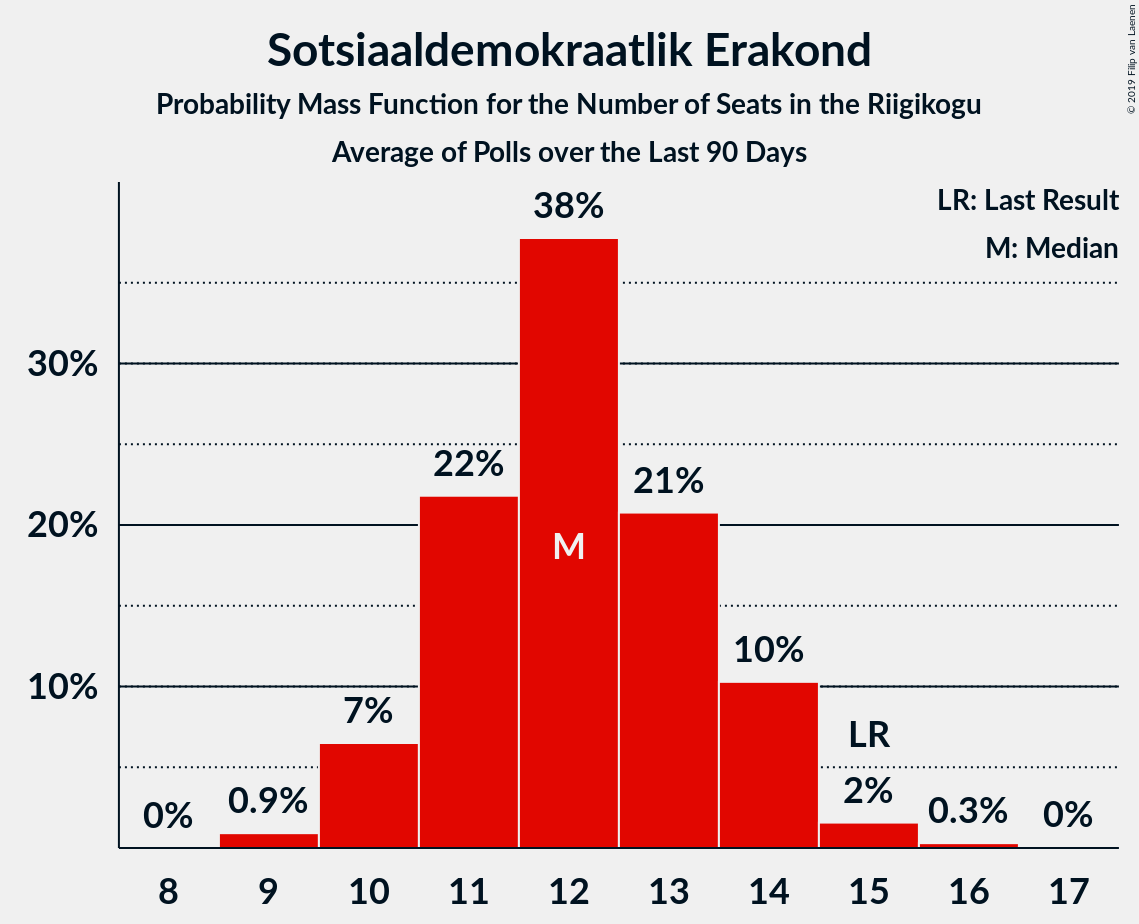 Sotsiaaldemokraatlik Erakond
Probability Mass Function for the Number of Seats in the Riigikogu
Average of Polls over the Last 90 Days
© 2019 Filip van Laenen
LR: Last Result
M: Median
38%
30%
22%
21%
20%
M
10%
10%
7%
LR
0%
0.9%
2%
0.3%
0%
8 9 10 11 12 13 14 15 16 17